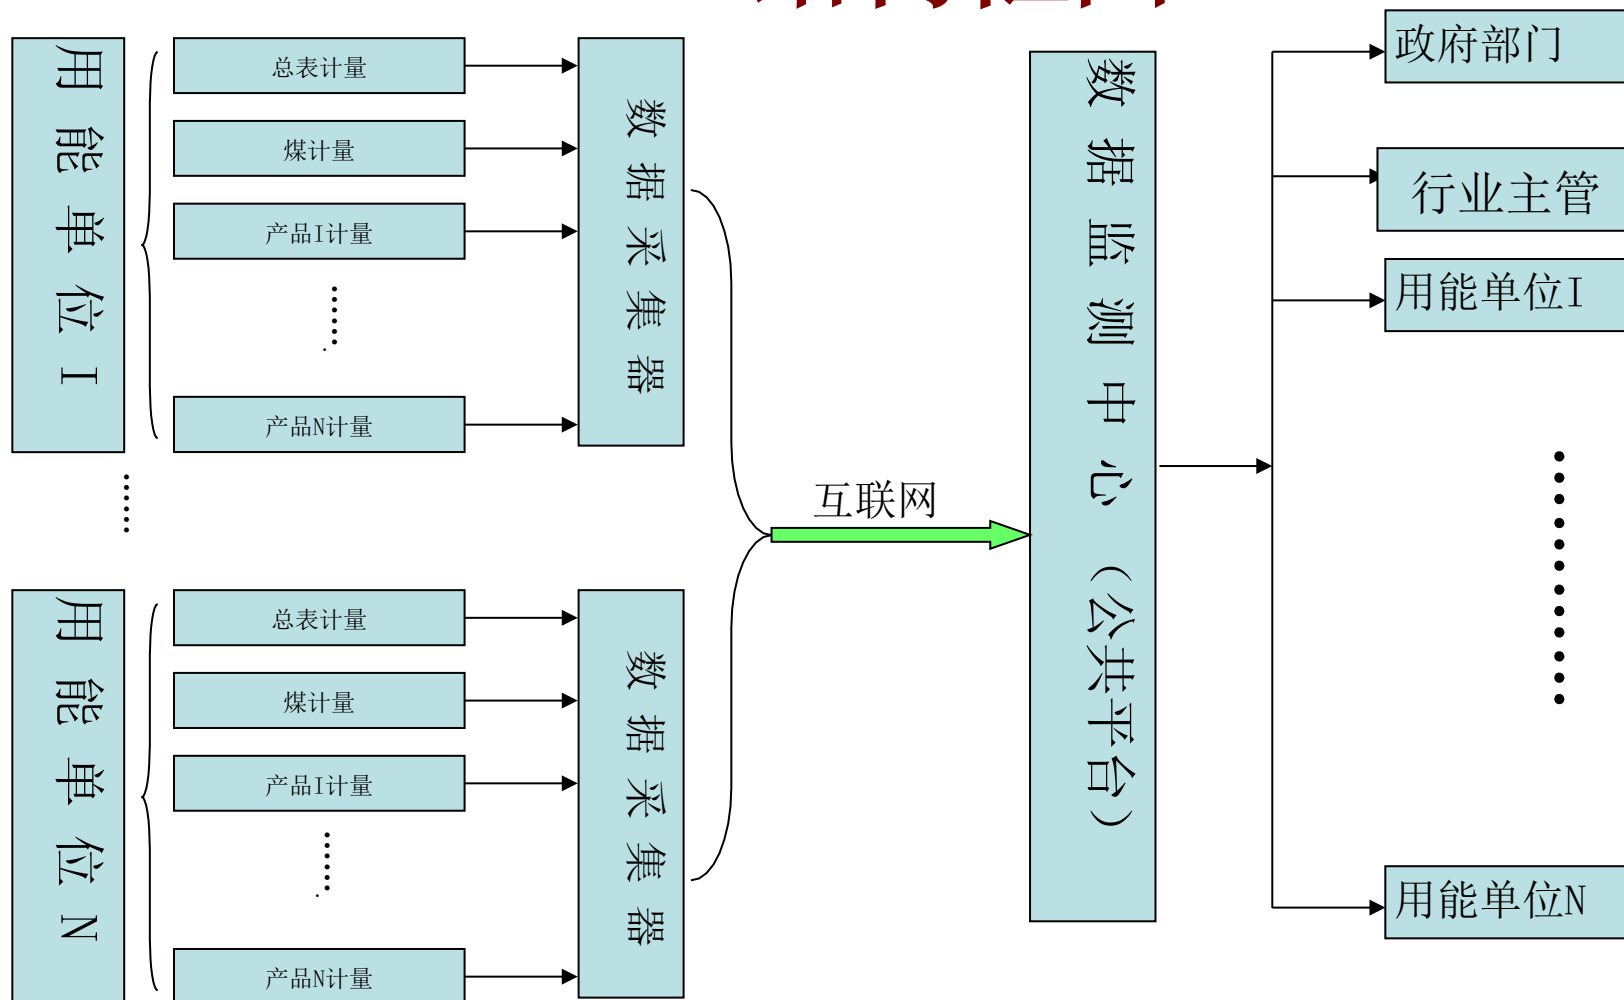 用能单位I
总表计量
煤计量
产品I计量
……
产品N计量
数据采集器
……
用能单位N
总表计量
煤计量
产品I计量
……
产品N计量
数据采集器
互联网
数据监测中心（公共平台）
政府部门
行业主管
用能单位I
…………
用能单位N